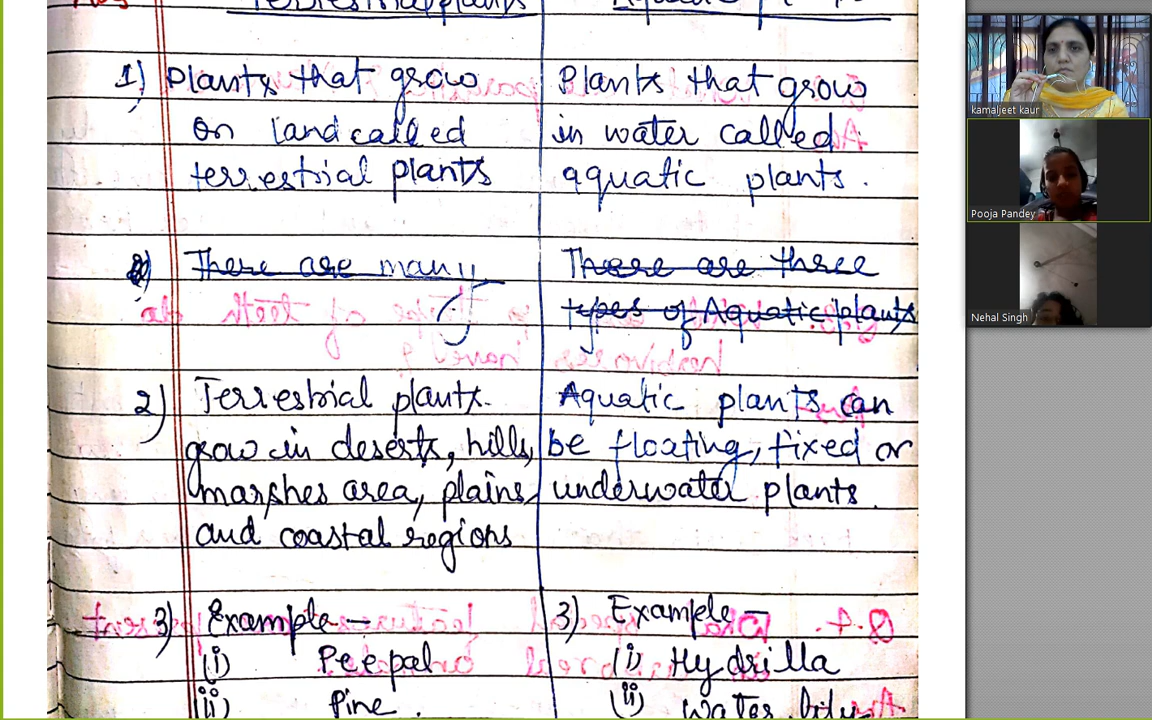 Terrestrial plants
1) Plants that grow
on land called
terrestrial plants
Plants that grow
in water called
aquatic plants.
2) There are many
There are three
types of Aquatic plants
2) Terrestrial plants
grow in deserts, hills,
marshes area, plains,
and coastal regions
Aquatic plants can
be floating, fixed or
underwater plants.
3) Example -
(i) Peepal
(ii) Pine.
3) Example -
(i) Hydrilla
(ii) Water
kamaljeet kaur
Pooja Pandey
Nehal Singh